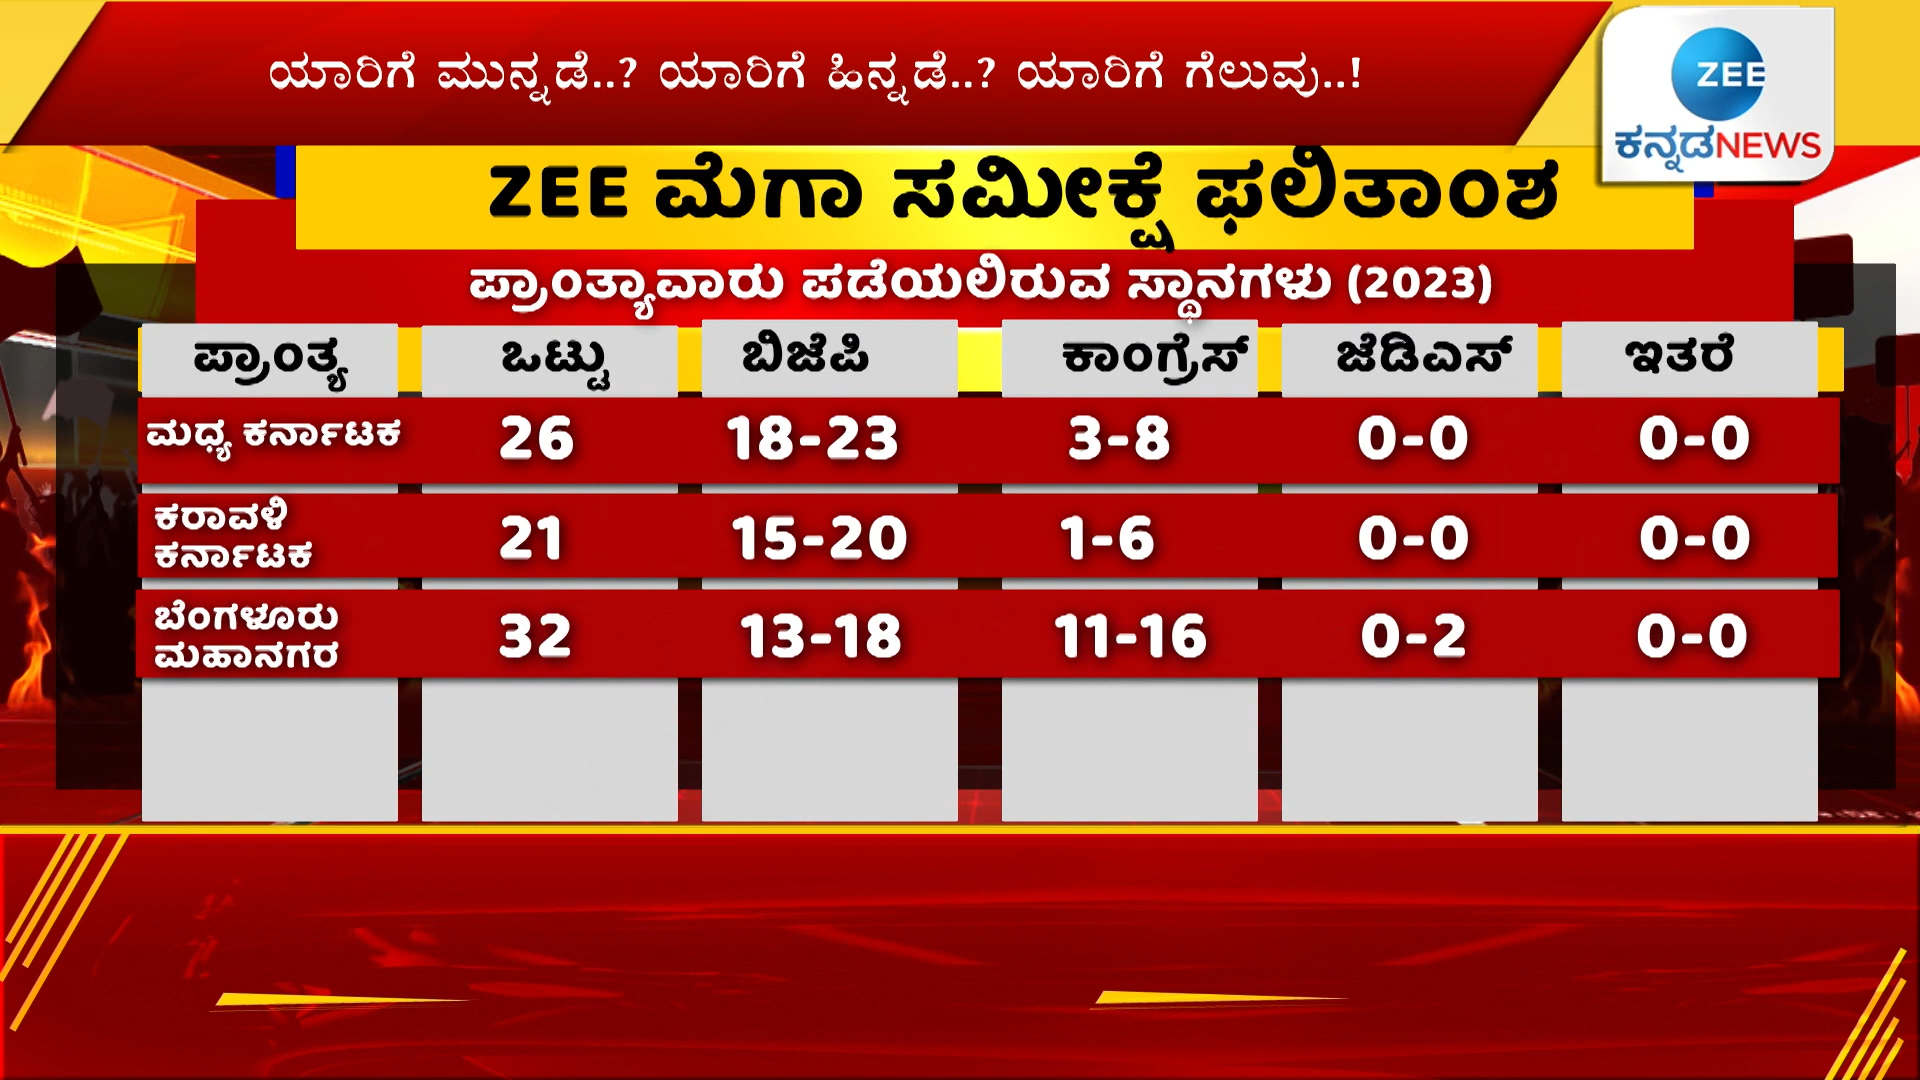 ಯಾರಿಗೆ ಮುನ್ನಡೆ..? ಯಾರಿಗೆ ಹಿನ್ನಡೆ..? ಯಾರಿಗೆ ಗೆಲುವು..!
ZEE
ಕನ್ನಡNEWS
ZEE ಮೆಗಾ ಸಮೀಕ್ಷೆ ಫಲಿತಾಂಶ
ಪ್ರಾಂತ್ಯಾವಾರು ಪಡೆಯಲಿರುವ ಸ್ಥಾನಗಳು (2023)
ಪ್ರಾಂತ್ಯ ಒಟ್ಟು ಬಿಜೆಪಿ ಕಾಂಗ್ರೆಸ್ ಜೆಡಿಎಸ್ ಇತರೆ
ಮಧ್ಯ ಕರ್ನಾಟಕ 26 18-23 3-8 0-0 0-0
ಕರಾವಳಿ
ಕರ್ನಾಟಕ 21 15-20 1-6 0-0 0-0
ಬೆಂಗಳೂರು
ಮಹಾನಗರ 32 13-18 11-16 0-2 0-0